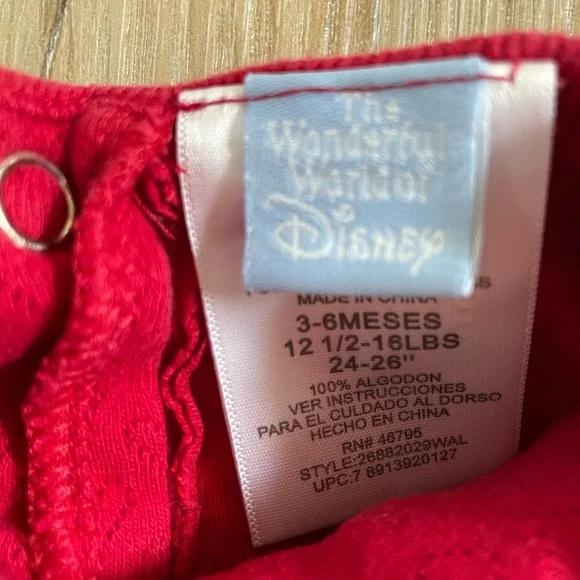 The
Wonderful
World of
Disney
MADE IN CHINA
3-6MESES
12 1/2-16LBS
24-26"
100% ALGODON
VER INSTRUCCIONES
PARA EL CULDADO AL DORSO
HECHO EN CHINA
RN# 46795
STYLE:26882029WAL
UPC:7 8913920127